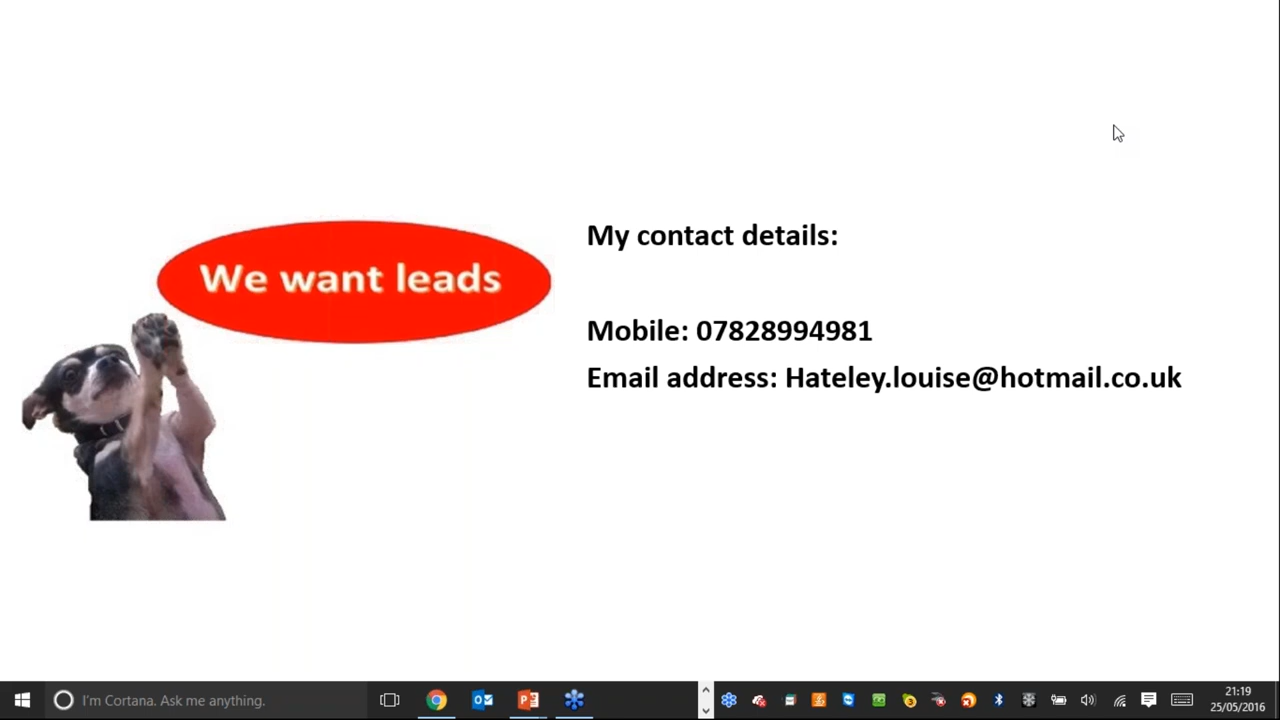 We want leads
My contact details:
Mobile: 07828994981
Email address: Hateley.louise@hotmail.co.uk
I'm Cortana. Ask me anything.
21:19
25/05/2016